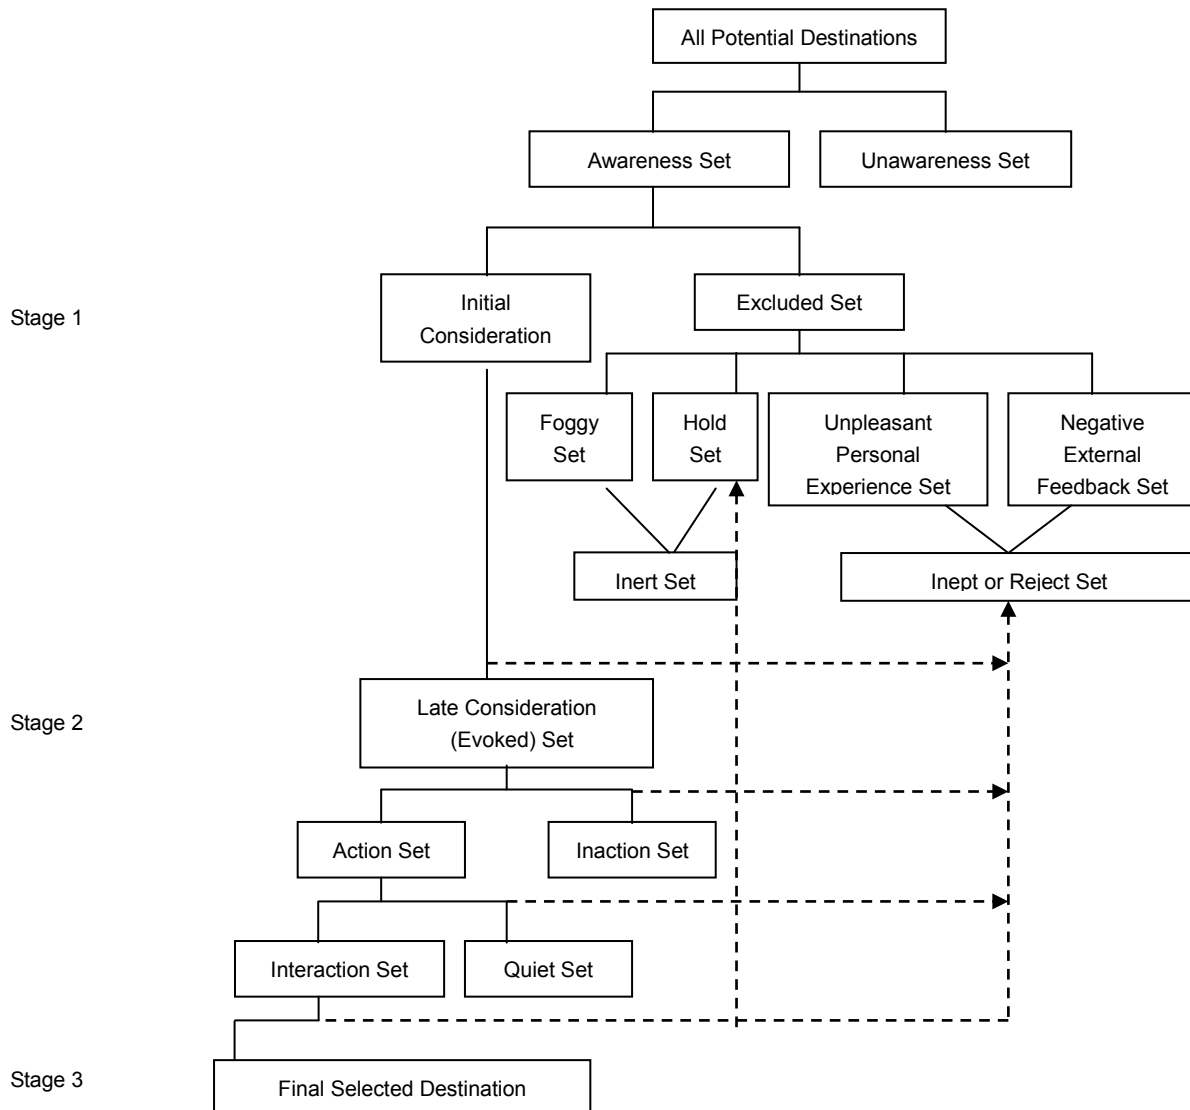 All Potential Destinations
Awareness Set
Unawareness Set
Stage 1
Initial
Consideration
Excluded Set
Foggy
Set
Hold
Set
Unpleasant
Personal
Experience Set
Negative
External
Feedback Set
Inert Set
Inept or Reject Set
Stage 2
Late Consideration
(Evoked) Set
Action Set
Inaction Set
Interaction Set
Quiet Set
Stage 3
Final Selected Destination